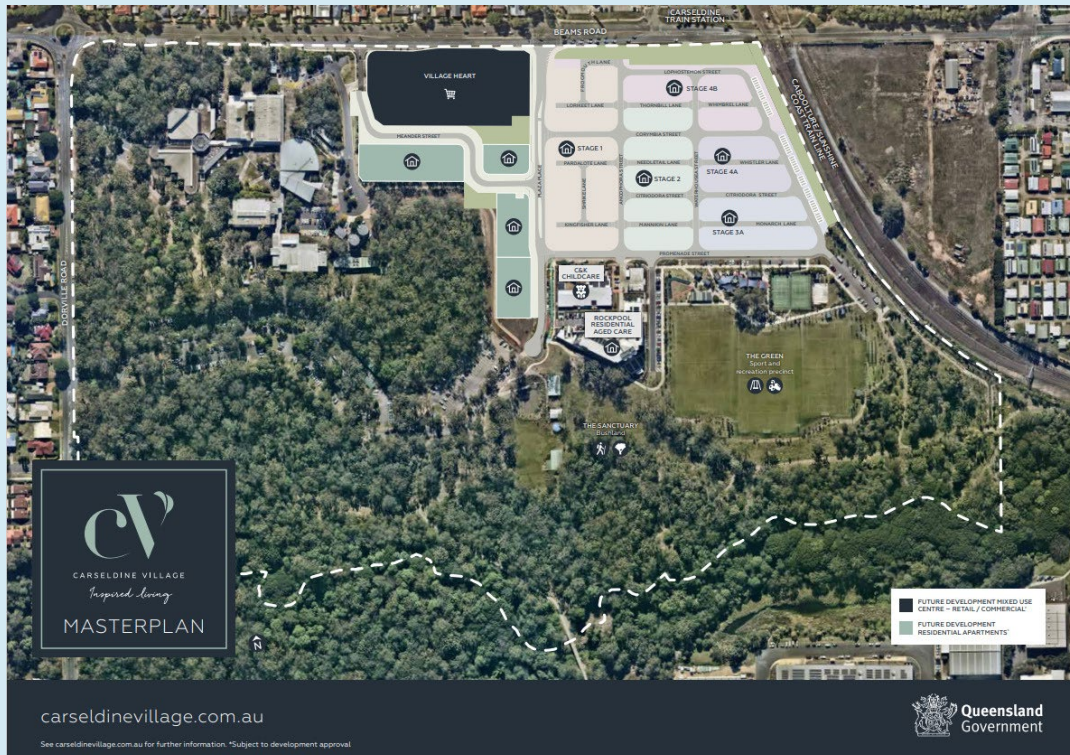 CARSELDINE
TRAIN STATION
BEAMS ROAD
VILLAGE HEART
LOPHOSTEMON STREET
STAGE 4B
LORIKEET LANE
THORNBILL LANE
WHIMBREL LANE
CABOOLTURE/SUNSHINE
COAST TRAIN LINE
MEANDER STREET
CORYMBIA STREET
STAGE 1
PARDALOTE LANE
NEEDLETAIL LANE
WHISTLER LANE
STAGE 4A
STAGE 2
PLAZA PLACE
CITRIODORA STREET
CITRIODORA STREET
STAGE 3A
KINGFISHER LANE
MANNIKIN LANE
MONARCH LANE
PROMENADE STREET
DORVILLE ROAD
C&K
CHILDCARE
ROCKPOOL
RESIDENTIAL
AGED CARE
THE GREEN
Sport and
recreation precinct
THE SANCTUARY
Bushland
cV
CARSELDINE VILLAGE
Inspired living
MASTERPLAN
N
FUTURE DEVELOPMENT MIXED USE
CENTRE – RETAIL / COMMERCIAL*
FUTURE DEVELOPMENT
RESIDENTIAL APARTMENTS*
carseldinevillage.com.au
See carseldinevillage.com.au for further information. *Subject to development approval
Queensland
Government